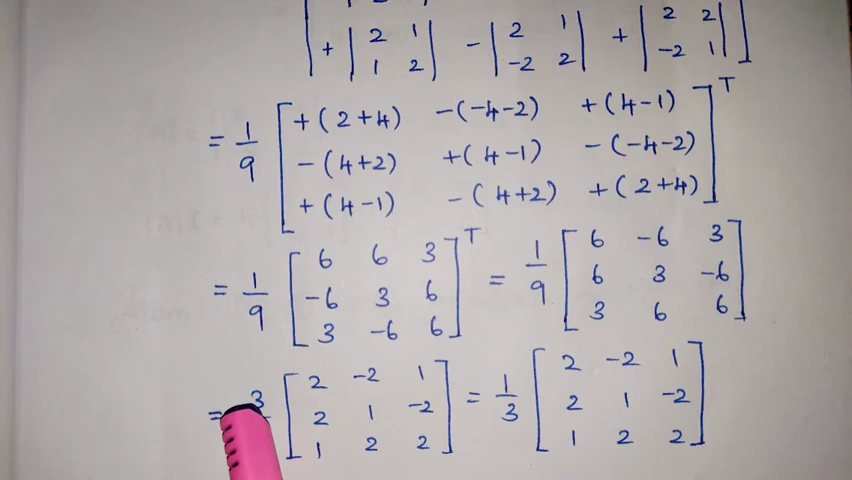 + | 2 1 | - | 2 1 | + | 2 2 |
| 1 2 | | -2 2 | | -2 1 | ]
= 1/9 [ +(2+4) -(-4-2) +(4-1) ] T
-(4+2) +(4-1) -(-4-2)
+(4-1) -(4+2) +(2+4)
= 1/9 [ 6 6 3 ] T = 1/9 [ 6 -6 3 ]
-6 3 6 6 3 -6
3 -6 6 3 6 6
= 3 [ 2 -2 1 ] = 1/3 [ 2 -2 1 ]
2 1 -2 2 1 -2
1 2 2 1 2 2